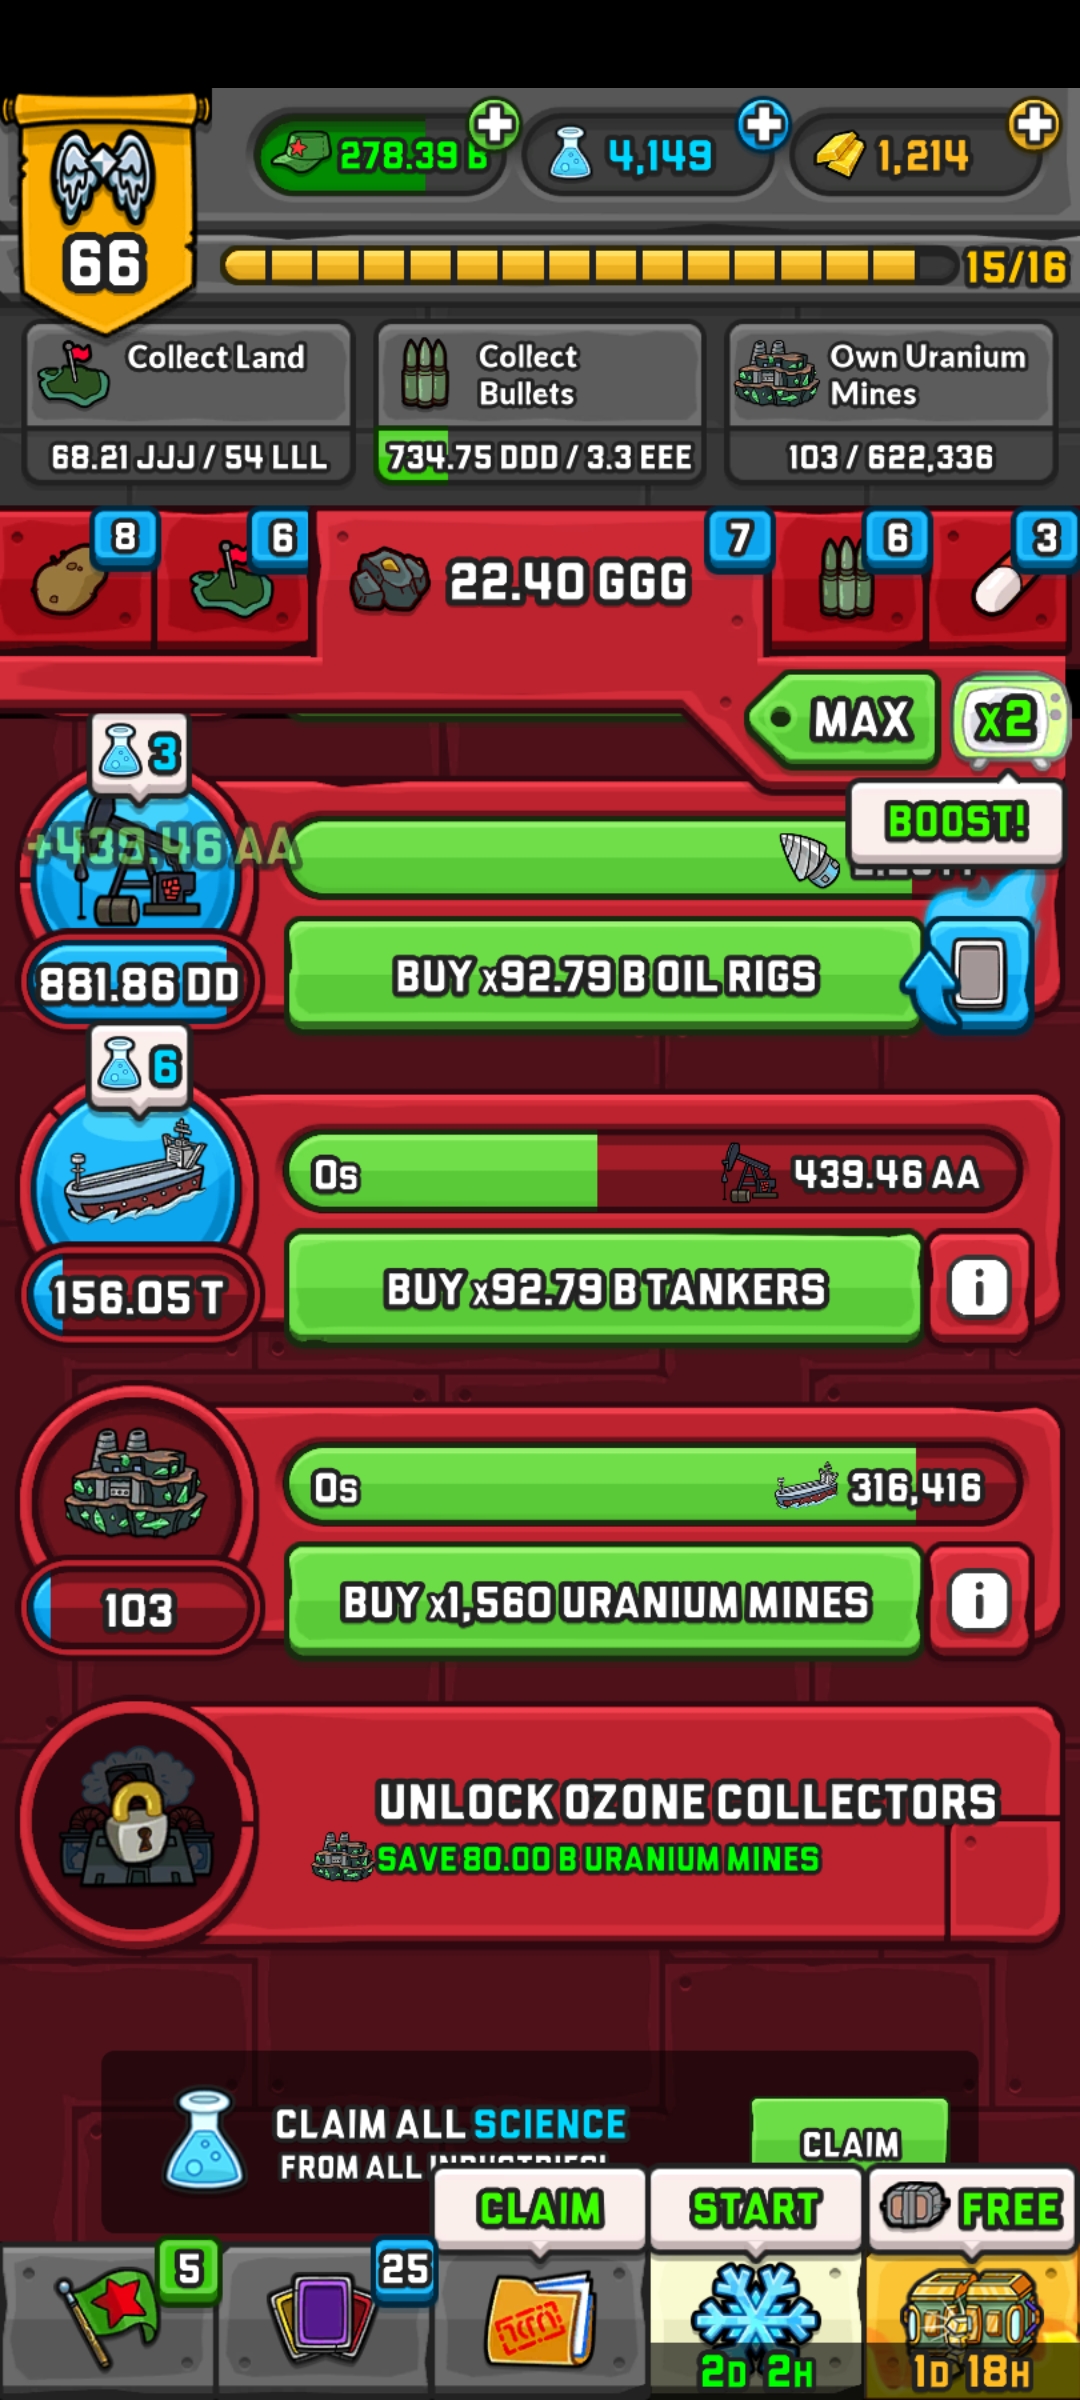 66
278.39 B
4,149
1,214
15/16
Collect Land
68.21 JJJ / 54 LLL
Collect
Bullets
734.75 DDD / 3.3 EEE
Own Uranium
Mines
103 / 622,336
8
6
22.40 GGG
7
6
3
MAX
x2
BOOST!
3
+439.46 AA
881.86 DD
BUY x92.79 B OIL RIGS
6
0s
439.46 AA
156.05 T
BUY x92.79 B TANKERS
i
0s
316,416
103
BUY x1,560 URANIUM MINES
i
UNLOCK OZONE COLLECTORS
SAVE 80.00 B URANIUM MINES
CLAIM ALL SCIENCE
FROM ALL INDUSTRIES!
CLAIM
CLAIM
START
FREE
5
25
2D 2H
1D 18H